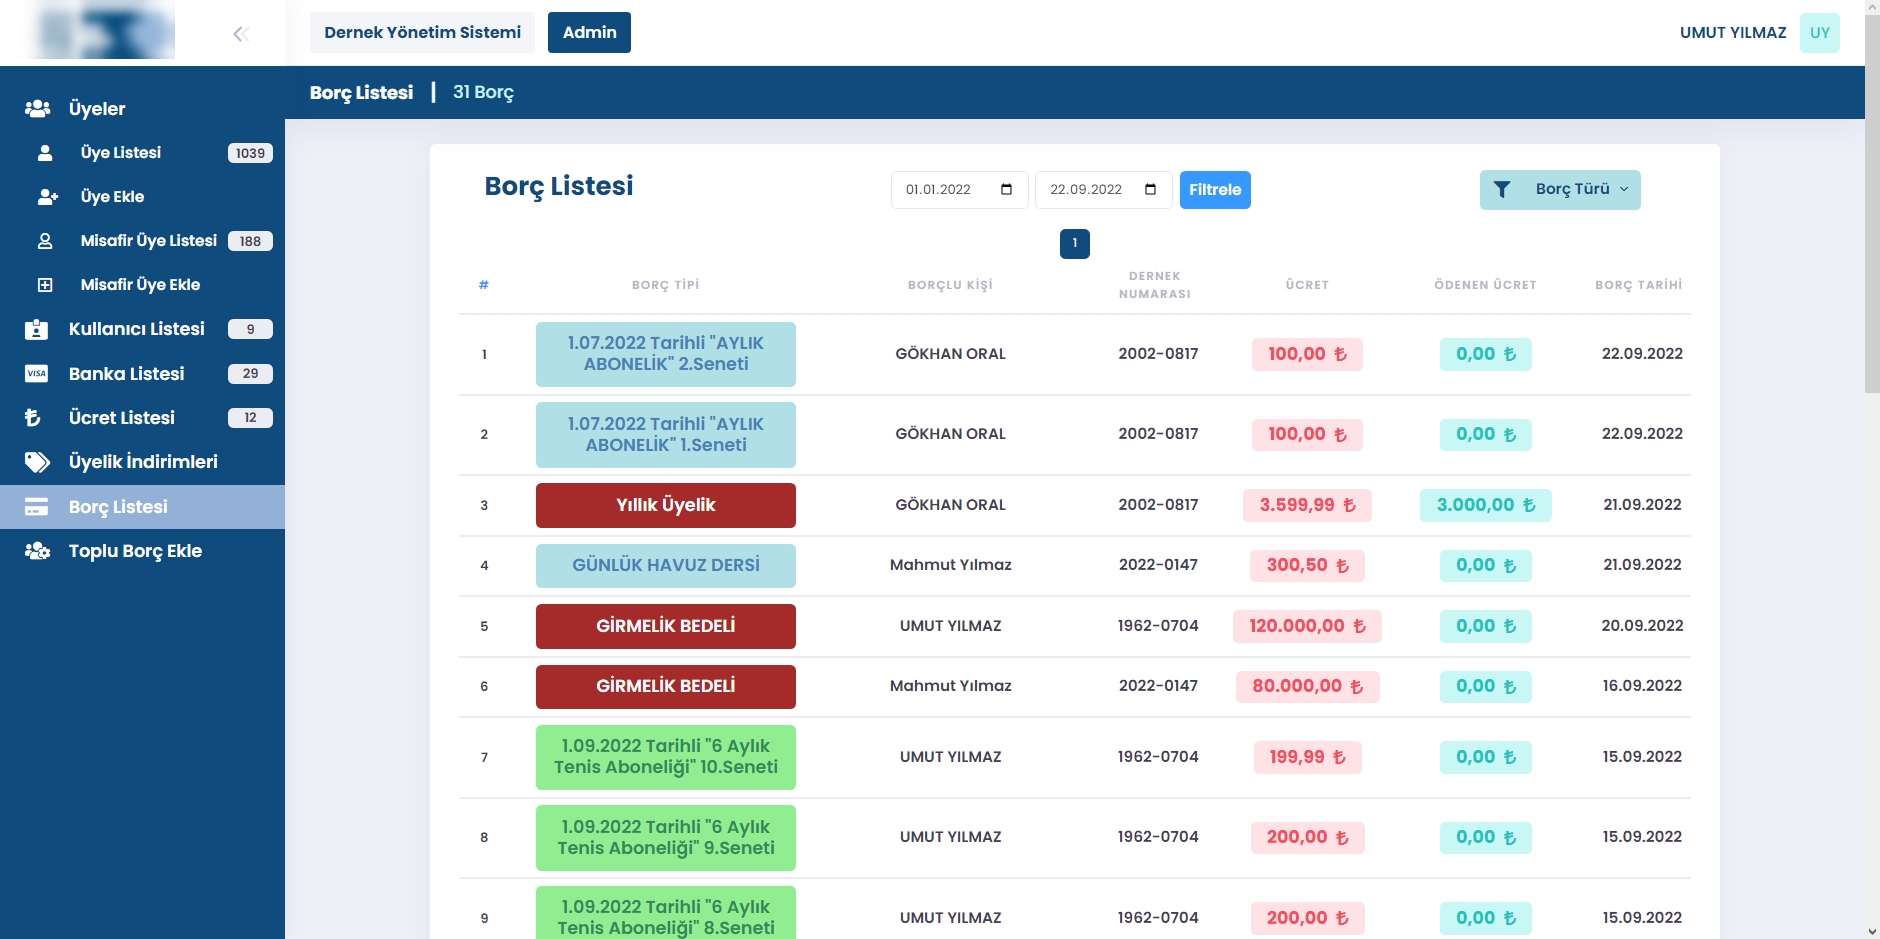 Dernek Yönetim Sistemi
Admin
UMUT YILMAZ
UY
Üyeler
Üye Listesi
1039
Üye Ekle
Misafir Üye Listesi
188
Misafir Üye Ekle
Kullanıcı Listesi
9
VISA
Banka Listesi
29
Ücret Listesi
12
Üyelik İndirimleri
Borç Listesi
Toplu Borç Ekle
Borç Listesi
31 Borç
Borç Listesi
01.01.2022
22.09.2022
Filtrele
Borç Türü
1
# BORÇ TİPİ BORÇLU KİŞİ DERNEK NUMARASI ÜCRET ÖDENEN ÜCRET BORÇ TARİHİ
1 1.07.2022 Tarihli "AYLIK
ABONELİK" 2.Seneti GÖKHAN ORAL 2002-0817 100,00 ₺ 0,00 ₺ 22.09.2022
2 1.07.2022 Tarihli "AYLIK
ABONELİK" 1.Seneti GÖKHAN ORAL 2002-0817 100,00 ₺ 0,00 ₺ 22.09.2022
3 Yıllık Üyelik GÖKHAN ORAL 2002-0817 3.599,99 ₺ 3.000,00 ₺ 21.09.2022
4 GÜNLÜK HAVUZ DERSİ Mahmut Yılmaz 2022-0147 300,50 ₺ 0,00 ₺ 21.09.2022
5 GİRMELİK BEDELİ UMUT YILMAZ 1962-0704 120.000,00 ₺ 0,00 ₺ 20.09.2022
6 GİRMELİK BEDELİ Mahmut Yılmaz 2022-0147 80.000,00 ₺ 0,00 ₺ 16.09.2022
7 1.09.2022 Tarihli "6 Aylık
Tenis Aboneliği" 10.Seneti UMUT YILMAZ 1962-0704 199,99 ₺ 0,00 ₺ 15.09.2022
8 1.09.2022 Tarihli "6 Aylık
Tenis Aboneliği" 9.Seneti UMUT YILMAZ 1962-0704 200,00 ₺ 0,00 ₺ 15.09.2022
9 1.09.2022 Tarihli "6 Aylık
Tenis Aboneliği" 8.Seneti UMUT YILMAZ 1962-0704 200,00 ₺ 0,00 ₺ 15.09.2022